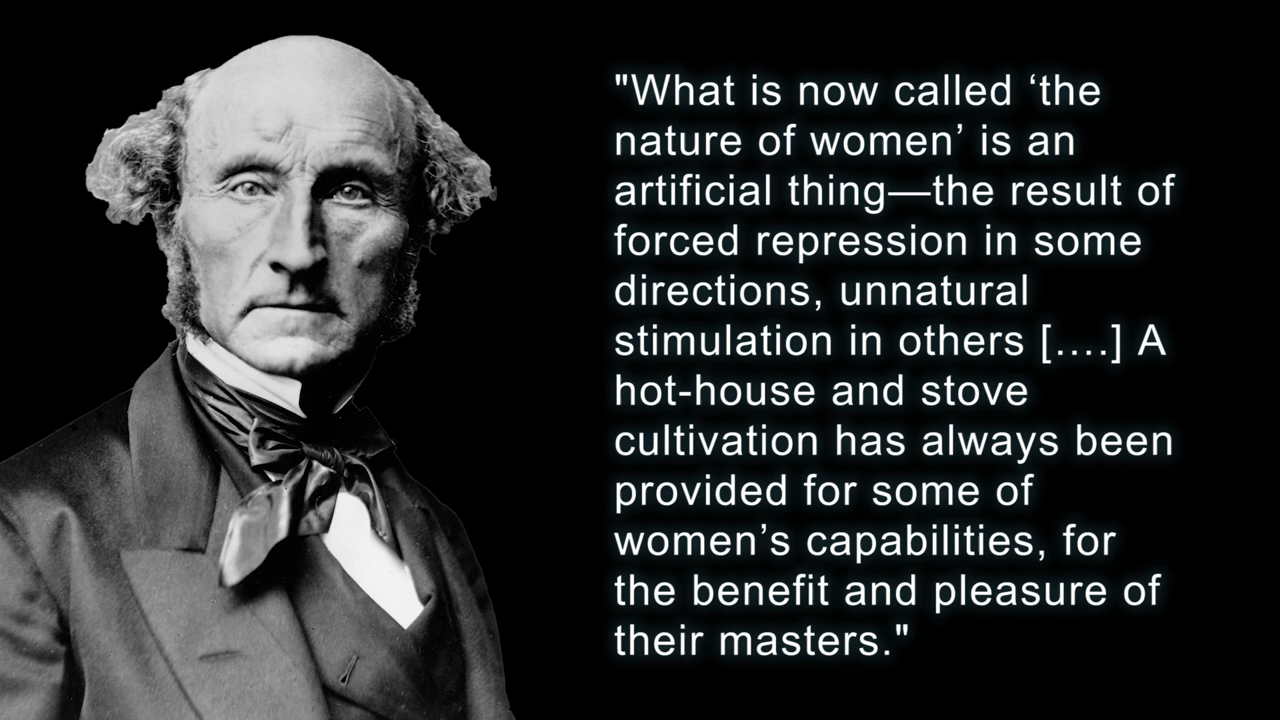 "What is now called ‘the
nature of women’ is an
artificial thing—the result of
forced repression in some
directions, unnatural
stimulation in others [....] A
hot-house and stove
cultivation has always been
provided for some of
women’s capabilities, for
the benefit and pleasure of
their masters."